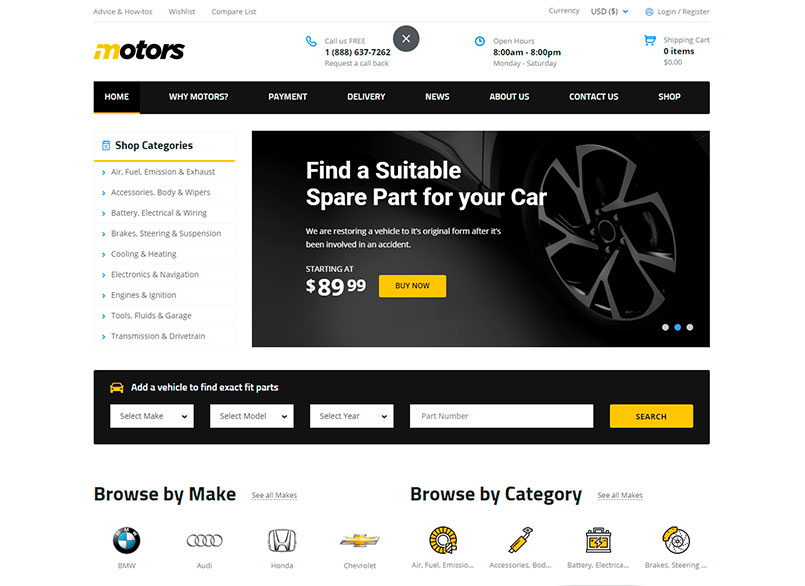 Advice & How-tos Wishlist Compare List
Currency USD ($) Login / Register
motors
Call us FREE
1 (888) 637-7262
Request a call back
Open Hours
8:00am - 8:00pm
Monday - Saturday
Shipping Cart
0 items
$0.00
HOME WHY MOTORS? PAYMENT DELIVERY NEWS ABOUT US CONTACT US SHOP
Shop Categories
Air, Fuel, Emission & Exhaust
Accessories, Body & Wipers
Battery, Electrical & Wiring
Brakes, Steering & Suspension
Cooling & Heating
Electronics & Navigation
Engines & Ignition
Tools, Fluids & Garage
Transmission & Drivetrain
Find a Suitable
Spare Part for your Car
We are restoring a vehicle to it's original form after it's
been involved in an accident.
STARTING AT
$89 99 BUY NOW
Add a vehicle to find exact fit parts
Select Make Select Model Select Year Part Number SEARCH
Browse by Make See all Makes
BMW Audi Honda Chevrolet
Browse by Category See all Makes
Air, Fuel, Emissio... Accessories, Bod... Battery, Electrica... Brakes, Steering ...